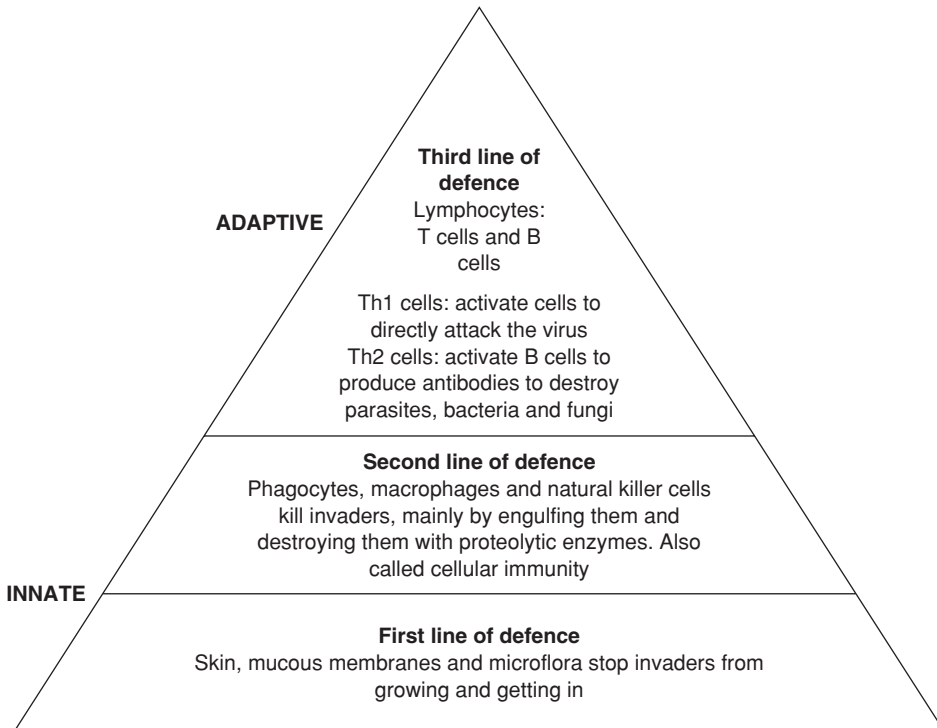 Third line of
defence
ADAPTIVE
Lymphocytes:
T cells and B
cells
Th1 cells: activate cells to
directly attack the virus
Th2 cells: activate B cells to
produce antibodies to destroy
parasites, bacteria and fungi
Second line of defence
Phagocytes, macrophages and natural killer cells
kill invaders, mainly by engulfing them and
destroying them with proteolytic enzymes. Also
called cellular immunity
INNATE
First line of defence
Skin, mucous membranes and microflora stop invaders from
growing and getting in